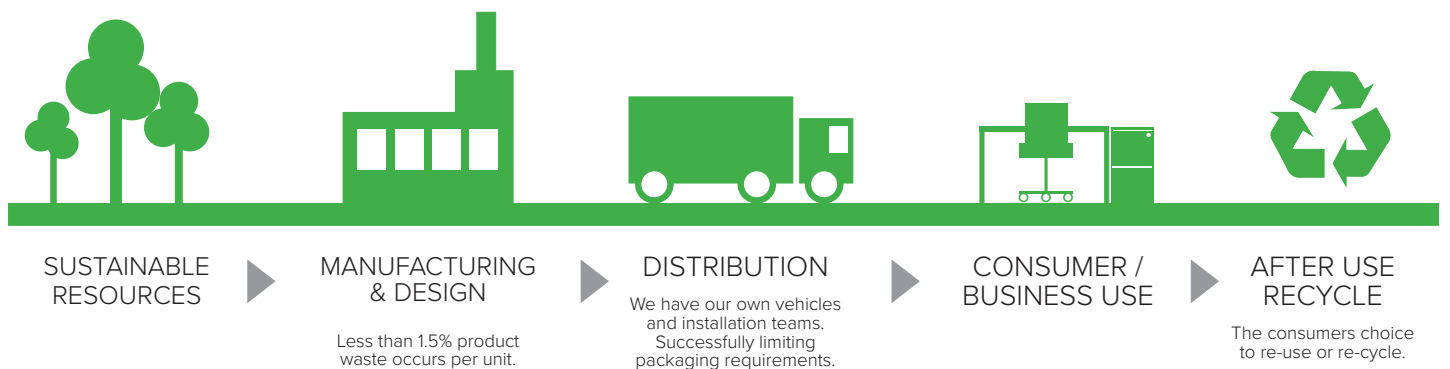 SUSTAINABLE
RESOURCES
MANUFACTURING
& DESIGN
Less than 1.5% product
waste occurs per unit.
DISTRIBUTION
We have our own vehicles
and installation teams.
Successfully limiting
packaging requirements.
CONSUMER /
BUSINESS USE
AFTER USE
RECYCLE
The consumers choice
to re-use or re-cycle.